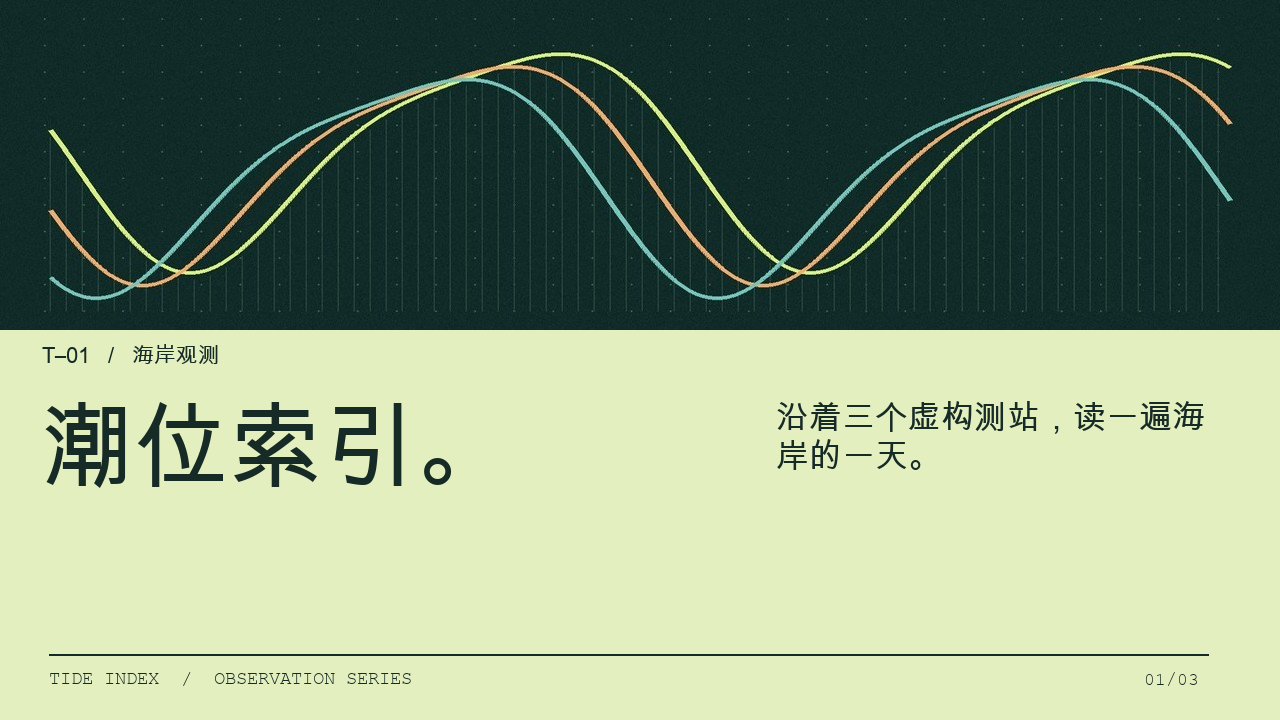 T–01 / 海岸观测
潮位索引。
沿着三个虚构测站，读一遍海
岸的一天。
TIDE INDEX / OBSERVATION SERIES
01/03